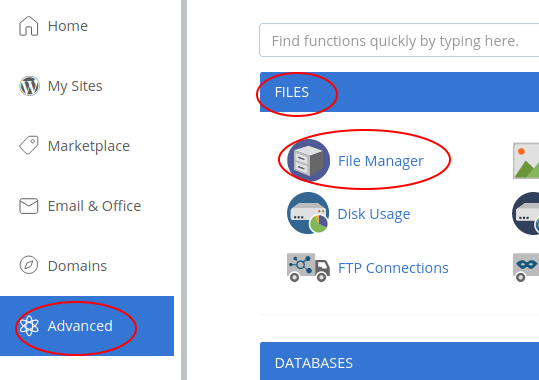 Home
My Sites
Marketplace
Email & Office
Domains
Advanced
Find functions quickly by typing here.
FILES
File Manager
Disk Usage
FTP Connections
DATABASES